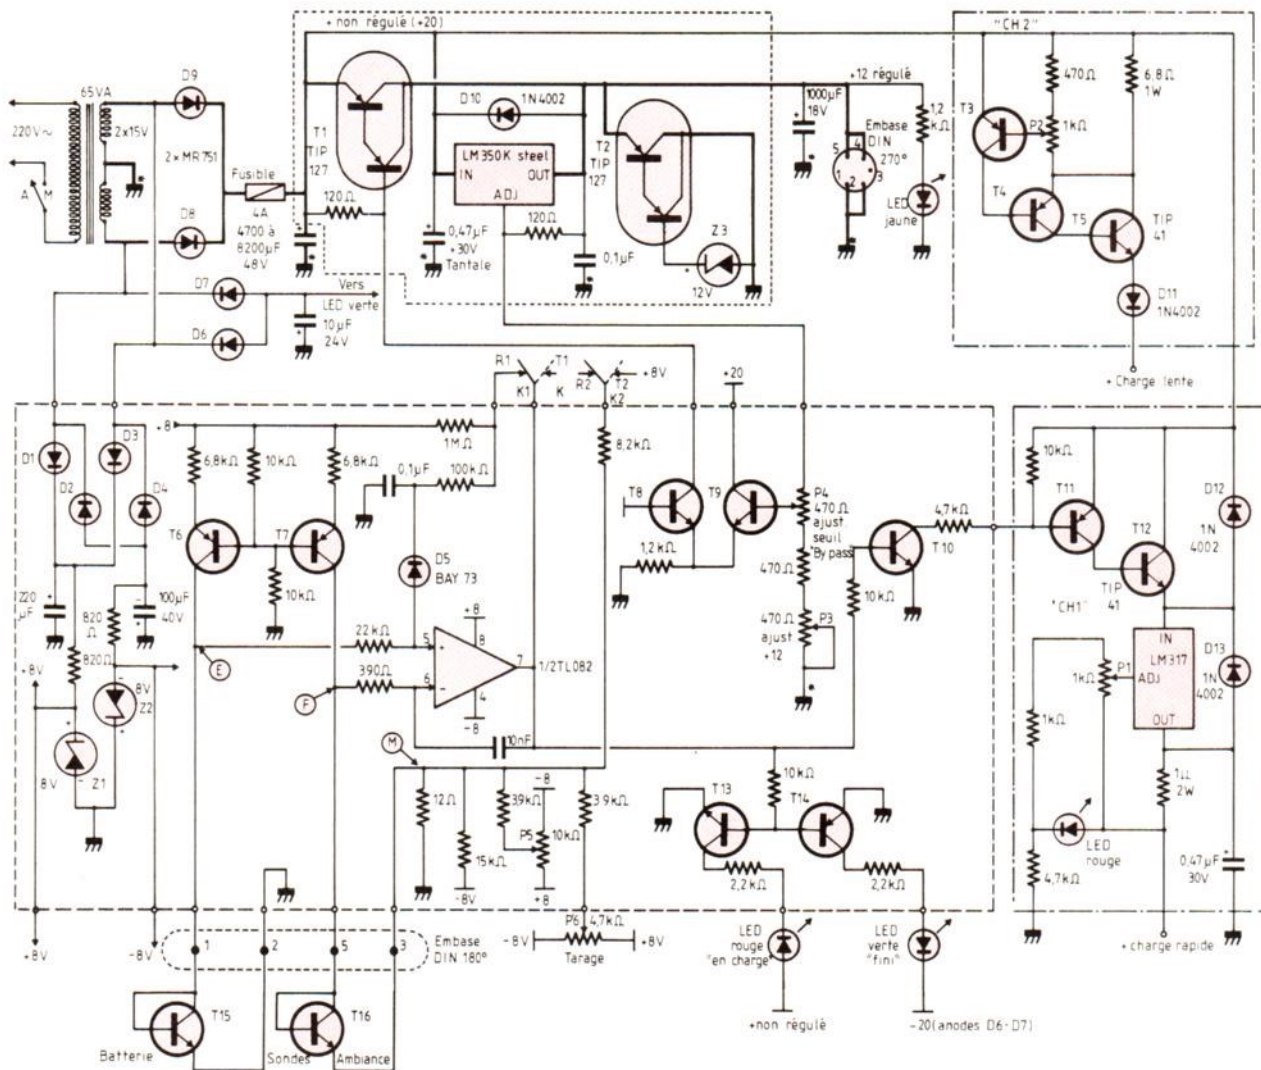 + non régulé (+20)
"CH2"
65VA
D9
220V~
2x15V
2x MR751
A
M
Fusible
4A
4700 à
8200µF
48V
D8
T1
TIP
127
120Ω
D10
1N4002
LM350K steel
IN
OUT
ADJ
0,47µF
+30V
Tantale
120Ω
0,1µF
T2
TIP
127
Z3
12V
1000µF
18V
+12 régulé
Embase
DIN
270°
5
4
1
2
3
1,2
kΩ
LED
jaune
470Ω
6,8Ω
1W
T3
P2
1kΩ
T4
T5
TIP
41
D11
1N4002
+ Charge lente
D7
D6
Vers
LED verte
10µF
24V
R1
T1
K1
K
R2
T2
K2
+8V
+20
D1
D3
D2
D4
+8
6,8kΩ
10kΩ
6,8kΩ
1MΩ
0,1µF
100kΩ
8,2kΩ
T6
T7
10kΩ
D5
BAY 73
T8
T9
1,2kΩ
P4
470Ω
ajust
seuil
"By pass"
470Ω
470Ω
ajust
+12
P3
4,7kΩ
T10
10kΩ
10kΩ
T11
T12
TIP
41
D12
1N
4002
"CH1"
220
µF
100µF
40V
820
Ω
820Ω
+8V
8V
Z2
8V
Z1
E
22kΩ
390Ω
F
5
6
+
-
+8
8
4
-8
7
1/2TL082
10nF
M
12Ω
15kΩ
-8V
3,9kΩ
-8
P5
10kΩ
+8
3,9kΩ
T13
10kΩ
T14
2,2kΩ
2,2kΩ
IN
LM317
ADJ
OUT
P1
1kΩ
1kΩ
D13
1N
4002
1Ω
2W
LED
rouge
4,7kΩ
0,47µF
30V
+ charge rapide
+8V
-8V
1
2
5
3
Embase
DIN 180°
P6
4,7kΩ
-8V
+8V
Tarage
LED
rouge
"en charge"
LED
verte
"fini"
+non régulé
-20(anodes D6-D7)
T15
T16
Batterie
Sondes
Ambiance